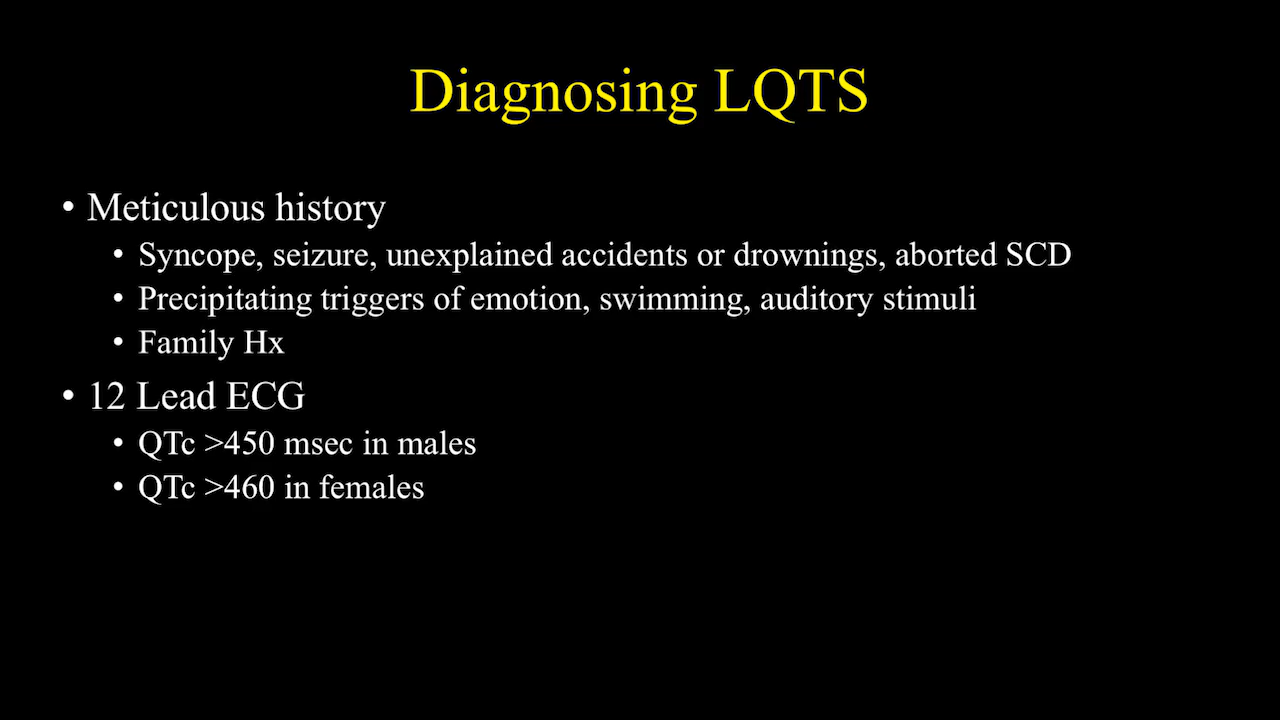 Diagnosing LQTS
• Meticulous history
• Syncope, seizure, unexplained accidents or drownings, aborted SCD
• Precipitating triggers of emotion, swimming, auditory stimuli
• Family Hx
• 12 Lead ECG
• QTc >450 msec in males
• QTc >460 in females